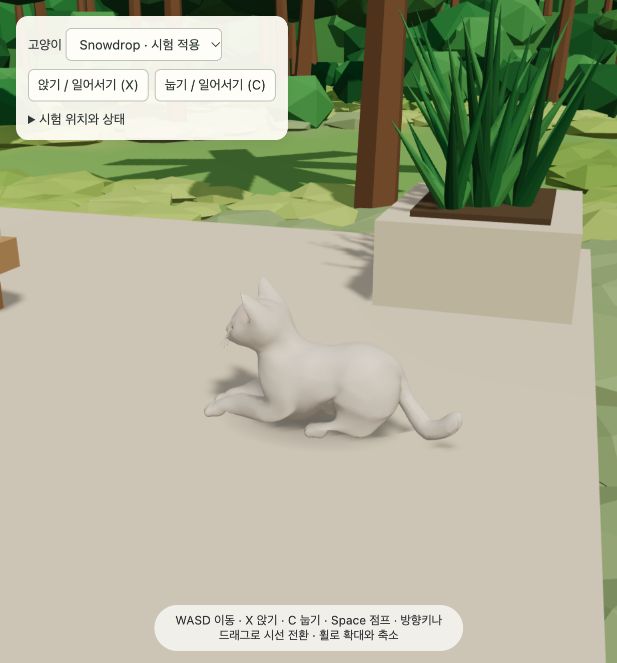 고양이 Snowdrop · 시험 적용
앉기 / 일어서기 (X) 눕기 / 일어서기 (C)
▶ 시험 위치와 상태
WASD 이동 · X 앉기 · C 눕기 · Space 점프 · 방향키나
드래그로 시선 전환 · 휠로 확대와 축소